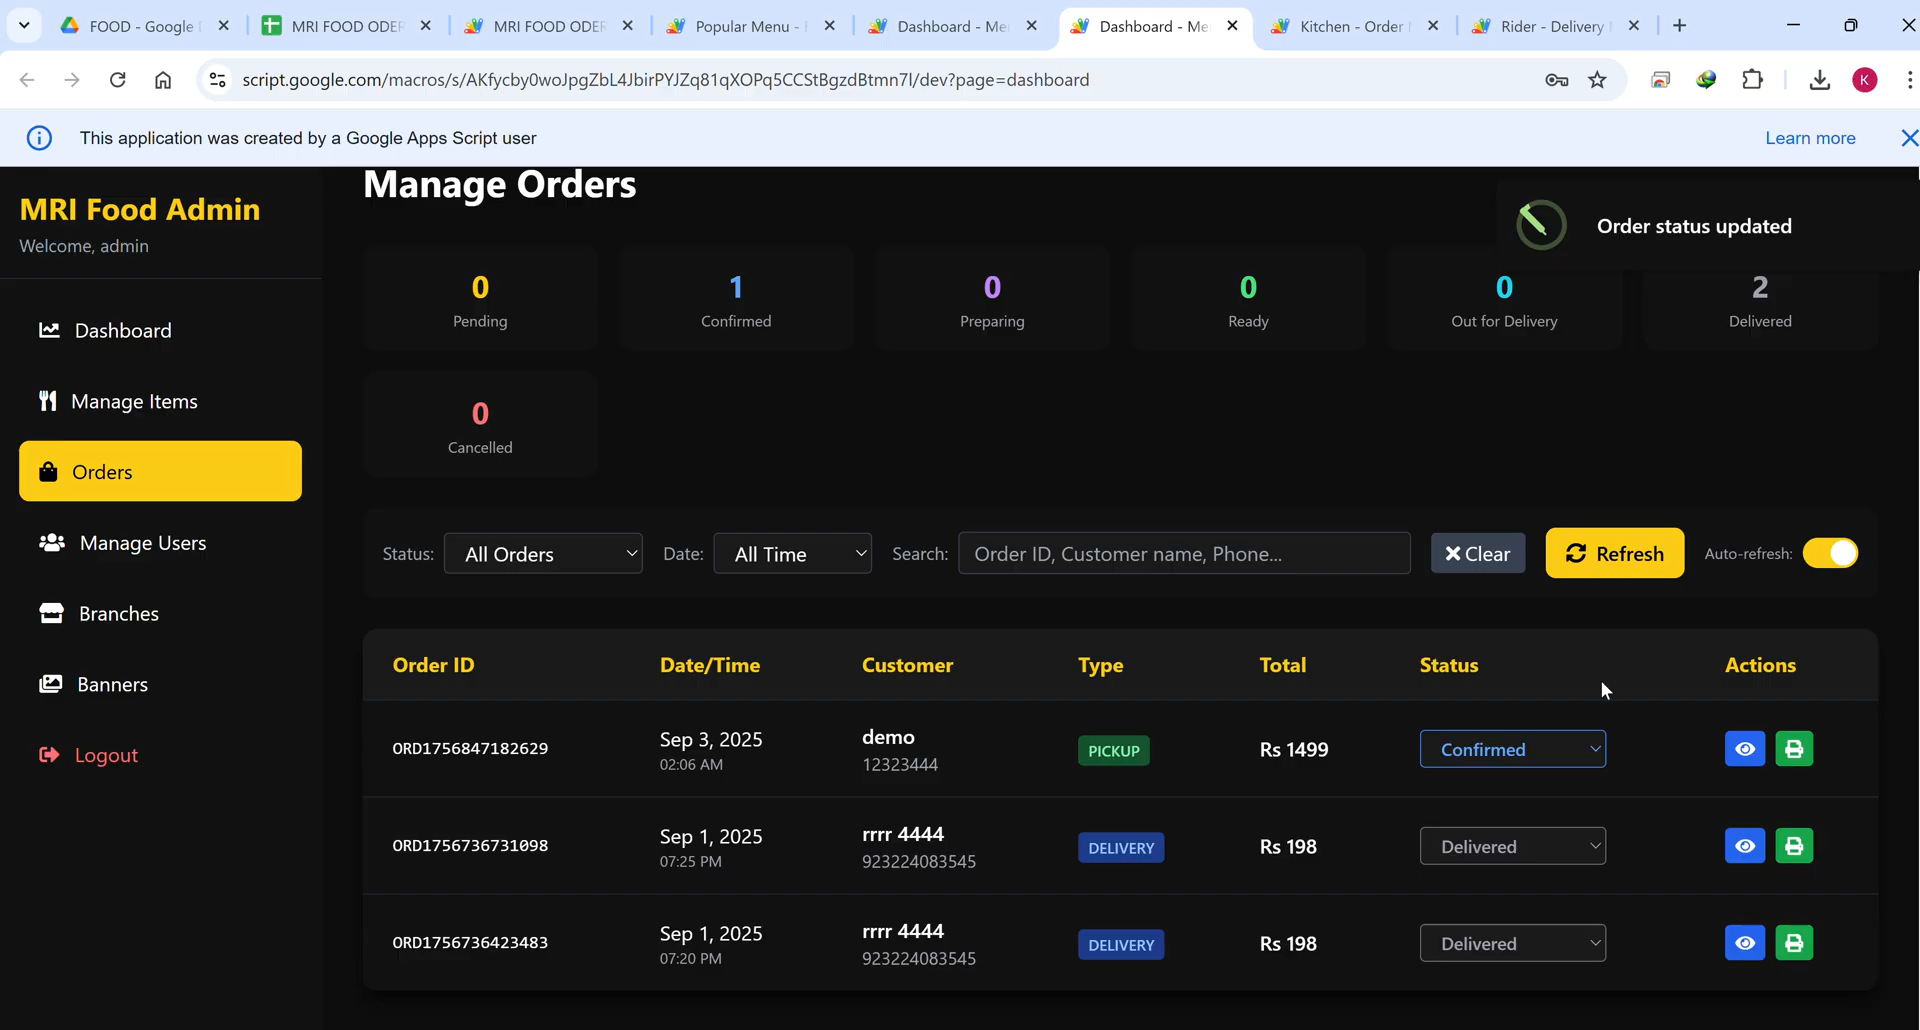 FOOD - Google
MRI FOOD ODER
MRI FOOD ODER
Popular Menu -
Dashboard - Me
Dashboard - Me
Kitchen - Order
Rider - Delivery
script.google.com/macros/s/AKfycby0woJpgZbL4JbirPYJZq81qXOPq5CCStBgzdBtmn7I/dev?page=dashboard
K
This application was created by a Google Apps Script user
Learn more
MRI Food Admin
Welcome, admin
Dashboard
Manage Items
Orders
Manage Users
Branches
Banners
Logout
Manage Orders
Order status updated
0
Pending
1
Confirmed
0
Preparing
0
Ready
0
Out for Delivery
2
Delivered
0
Cancelled
Status: All Orders Date: All Time Search: Order ID, Customer name, Phone... Clear Refresh Auto-refresh:
Order ID Date/Time Customer Type Total Status Actions
ORD1756847182629 Sep 3, 2025 demo PICKUP Rs 1499 Confirmed
02:06 AM 12323444
ORD1756736731098 Sep 1, 2025 rrrr 4444 DELIVERY Rs 198 Delivered
07:25 PM 923224083545
ORD1756736423483 Sep 1, 2025 rrrr 4444 DELIVERY Rs 198 Delivered
07:20 PM 923224083545